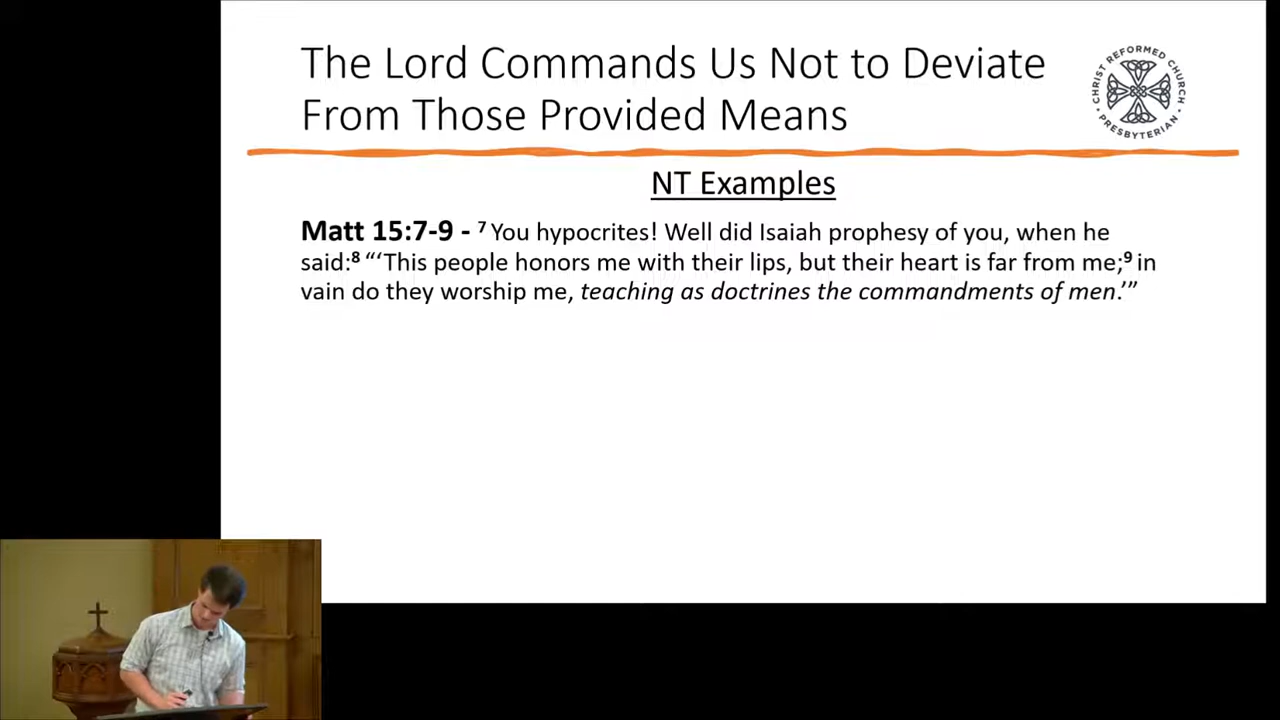 The Lord Commands Us Not to Deviate
From Those Provided Means
CHRIST REFORMED CHURCH
• PRESBYTERIAN •
NT Examples
Matt 15:7-9 - ⁷ You hypocrites! Well did Isaiah prophesy of you, when he
said:⁸ “‘This people honors me with their lips, but their heart is far from me;⁹ in
vain do they worship me, teaching as doctrines the commandments of men.’”